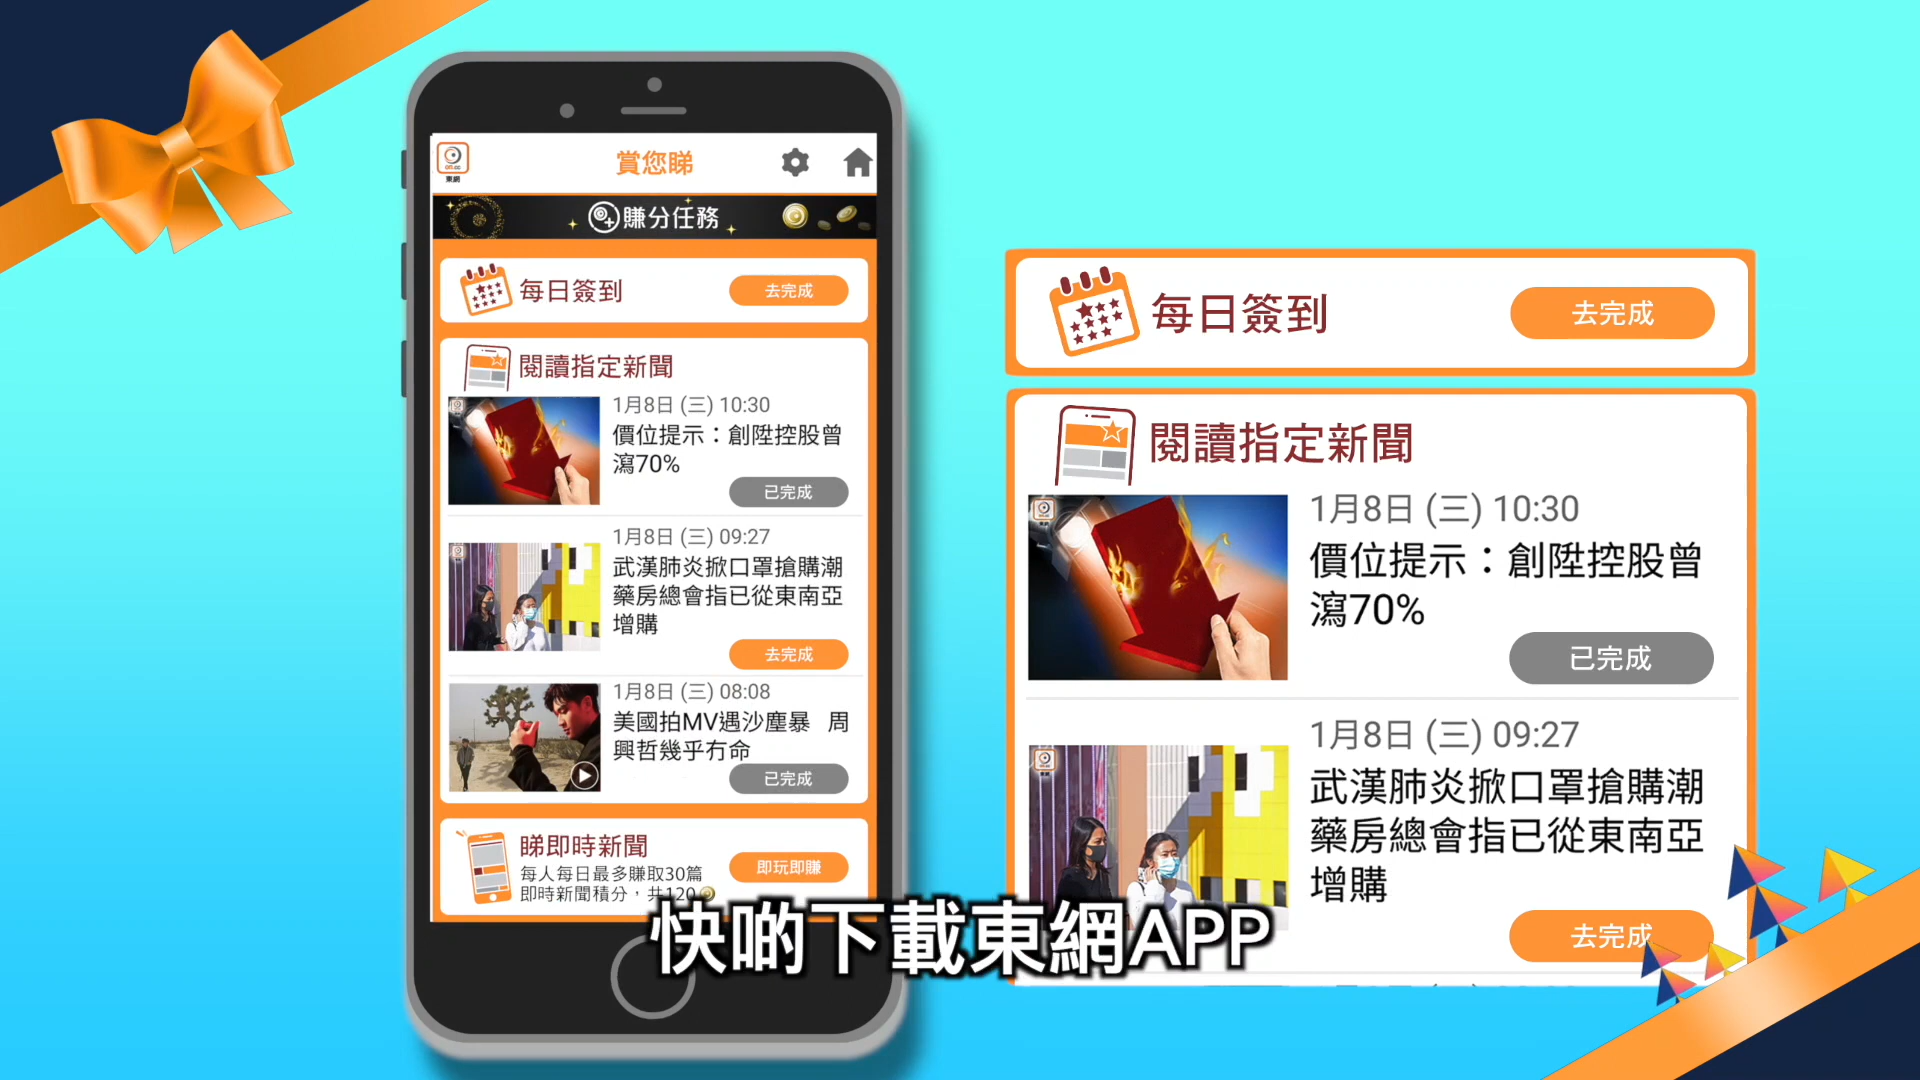 on.cc
東網
賞您睇
賺分任務
每日簽到
去完成
閱讀指定新聞
1月8日 (三) 10:30
價位提示：創陞控股曾
瀉70%
已完成
1月8日 (三) 09:27
武漢肺炎掀口罩搶購潮
藥房總會指已從東南亞
增購
去完成
1月8日 (三) 08:08
美國拍MV遇沙塵暴 周
興哲幾乎冇命
已完成
睇即時新聞
每人每日最多賺取30篇
即時新聞積分，共120
即玩即賺
每日簽到
去完成
閱讀指定新聞
1月8日 (三) 10:30
價位提示：創陞控股曾
瀉70%
已完成
1月8日 (三) 09:27
武漢肺炎掀口罩搶購潮
藥房總會指已從東南亞
增購
去完成
快啲下載東網APP